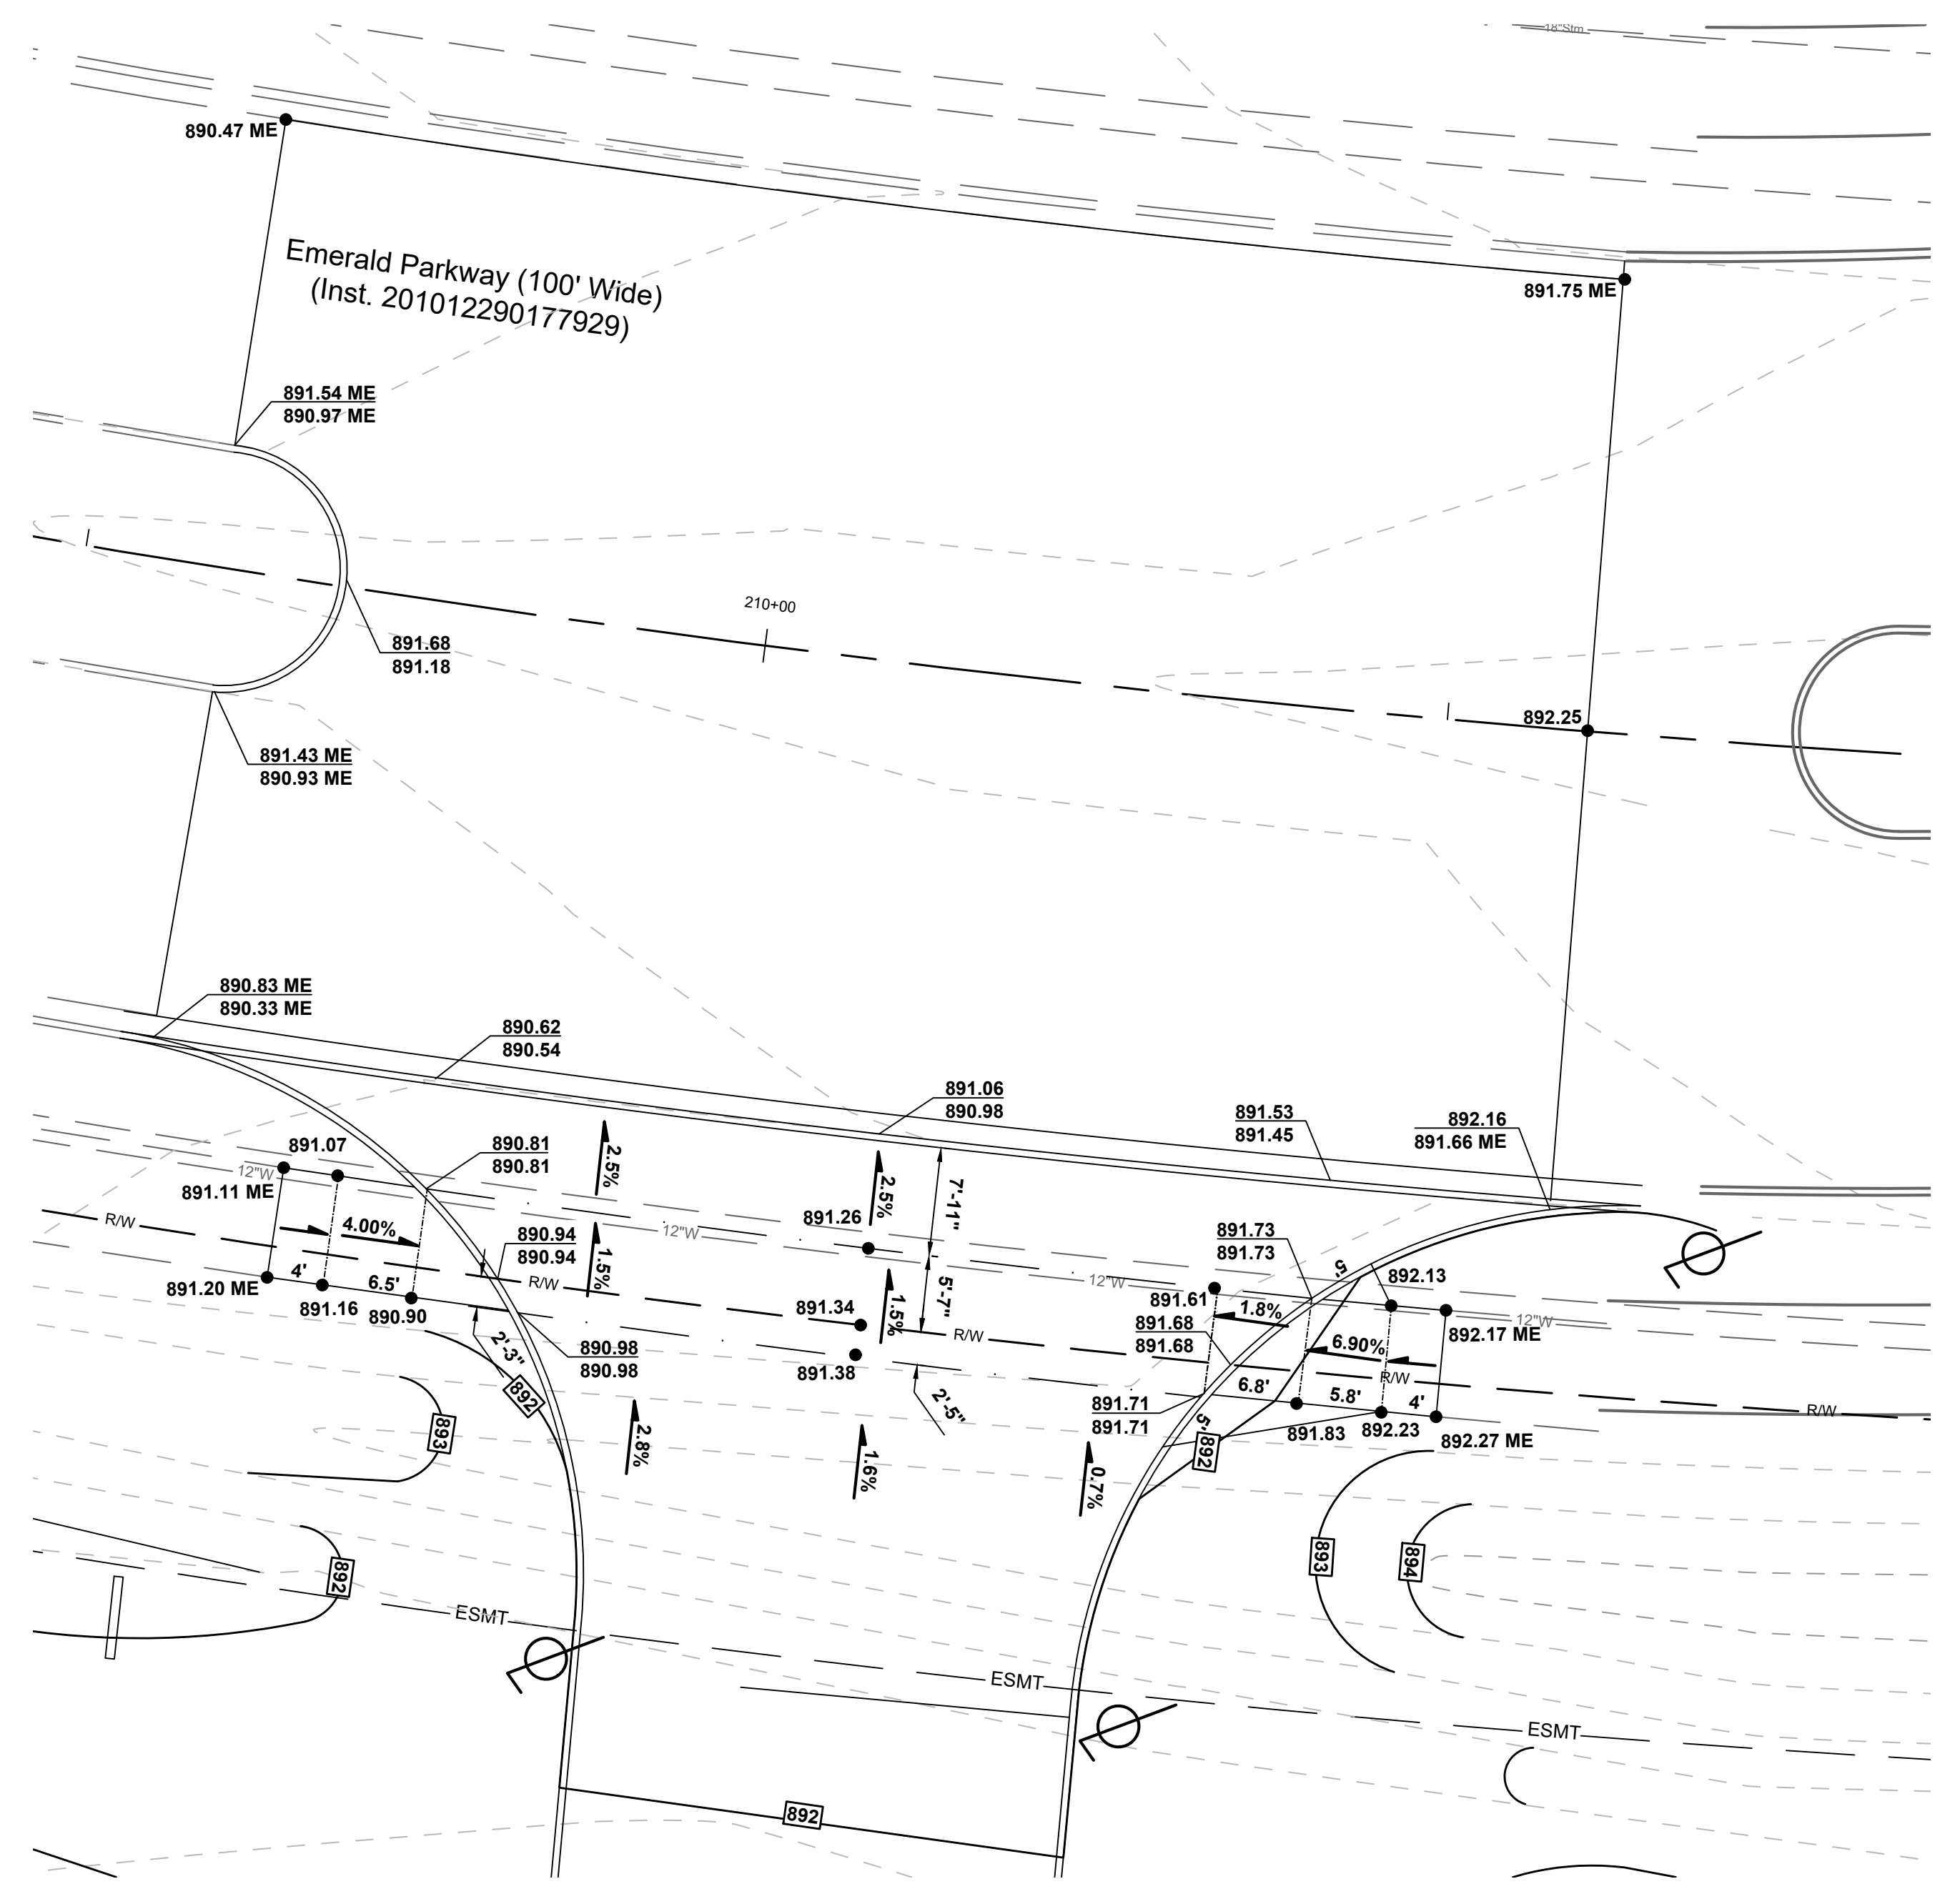 18"Stm
890.47 ME
Emerald Parkway (100' Wide)
(Inst. 201012290177929)
891.75 ME
891.54 ME
890.97 ME
210+00
891.68
891.18
892.25
891.43 ME
890.93 ME
890.83 ME
890.33 ME
890.62
890.54
891.06
890.98
891.53
891.45
892.16
891.66 ME
891.07
890.81
890.81
2.5%
12"W
891.11 ME
2.5%
7'-11"
R/W
4.00%
891.26
12"W
890.94
890.94
1.5%
891.73
891.73
5'
892.13
12"W
R/W
4'
6.5'
891.20 ME
891.16
890.90
891.34
1.5%
5'-7"
R/W
891.61
1.8%
891.68
891.68
12"W
892.17 ME
6.90%
R/W
2'-3"
890.98
890.98
891.38
2'-5"
6.8'
5.8'
4'
891.71
891.71
5'
891.83
892.23
892.27 ME
R/W
892
893
2.8%
1.6%
0.7%
892
893
894
892
ESMT
ESMT
ESMT
892